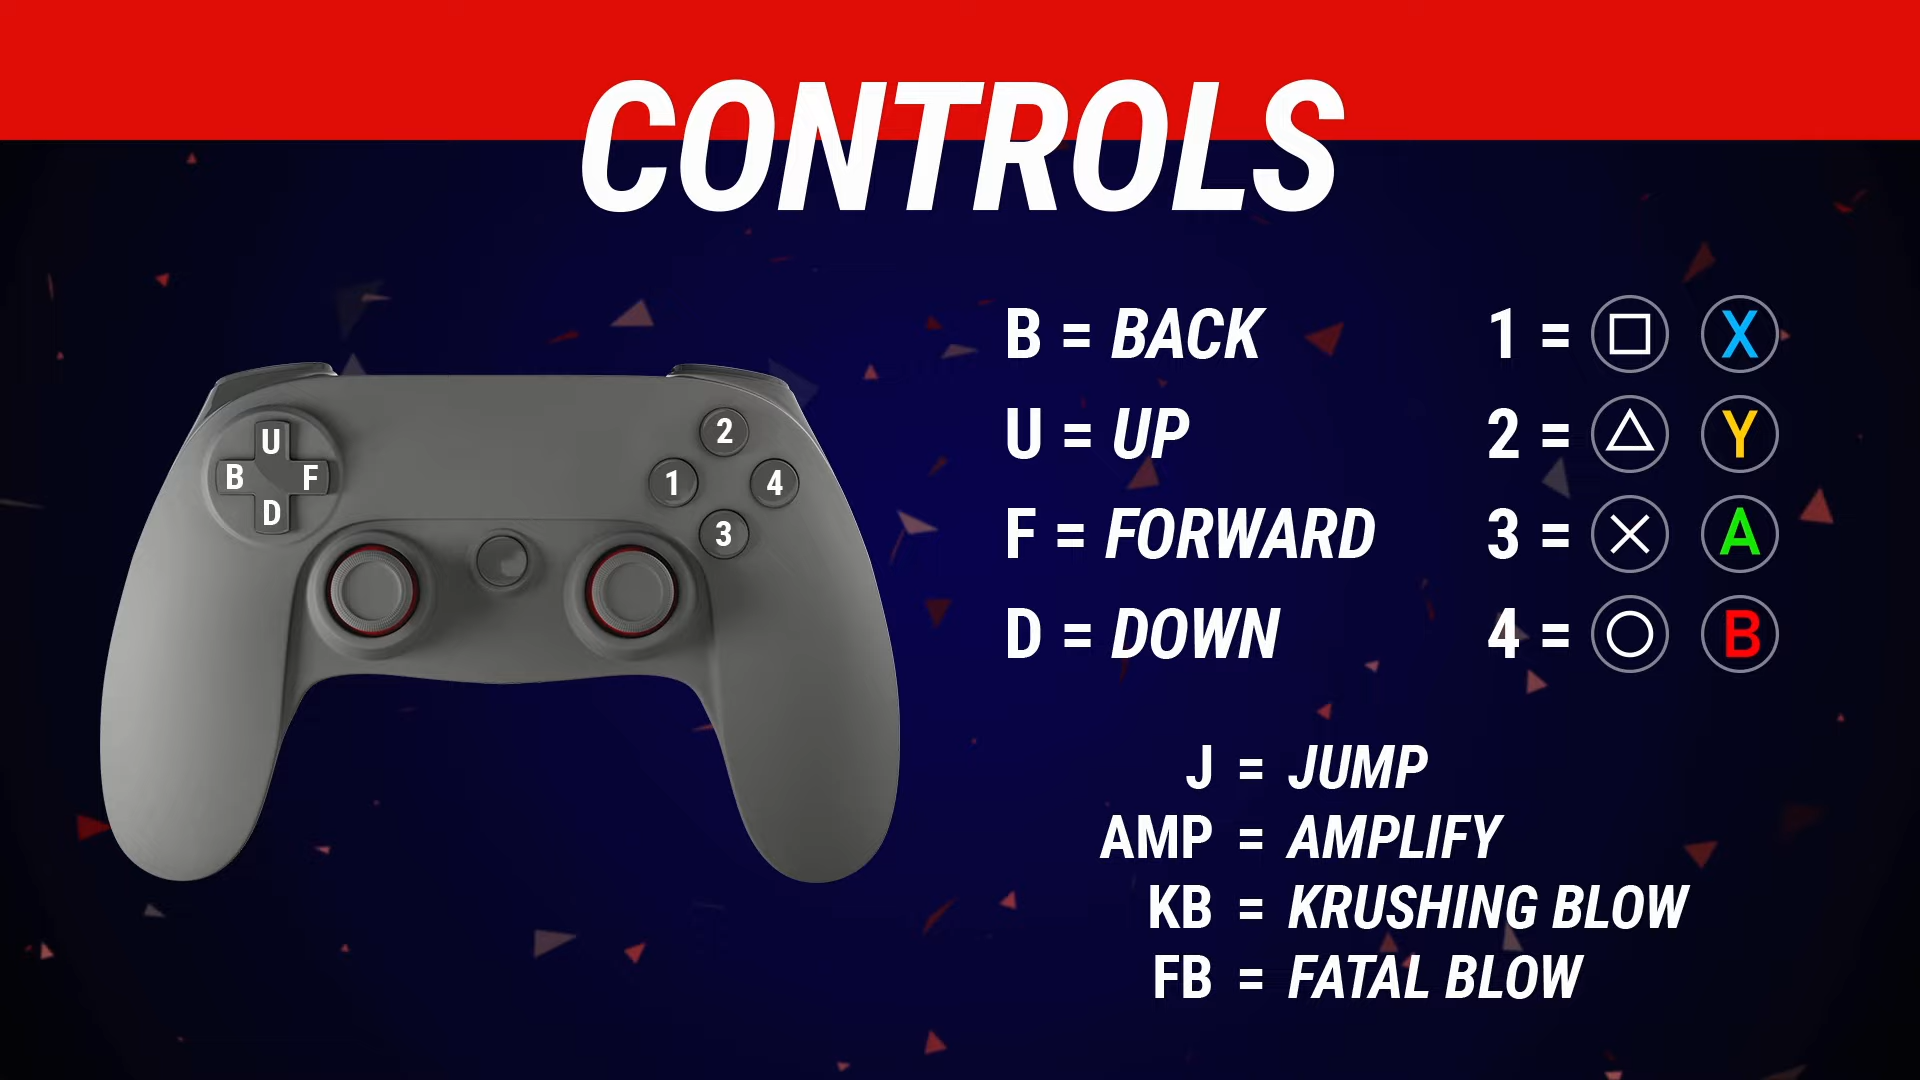 CONTROLS
U
B F
D
2
1 4
3
B = BACK
U = UP
F = FORWARD
D = DOWN
1 = □ X
2 = △ Y
3 = ✕ A
4 = ○ B
J = JUMP
AMP = AMPLIFY
KB = KRUSHING BLOW
FB = FATAL BLOW